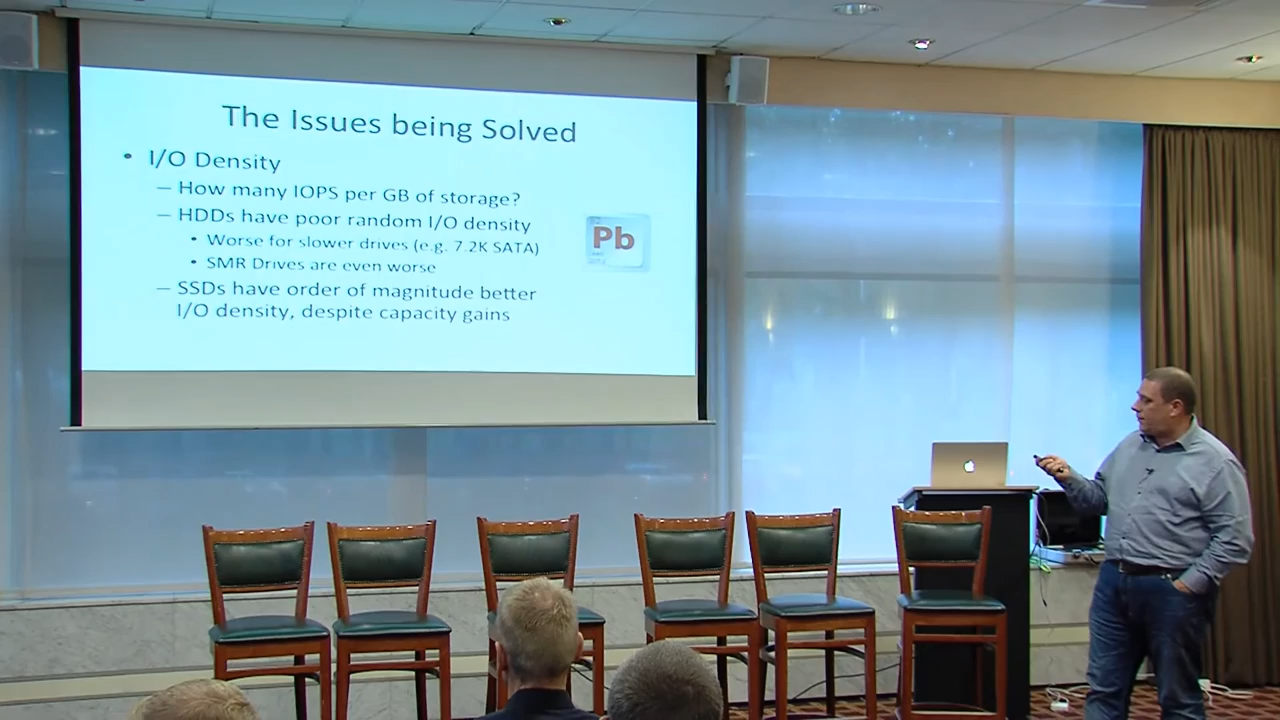 The Issues being Solved
• I/O Density
– How many IOPS per GB of storage?
– HDDs have poor random I/O density
• Worse for slower drives (e.g. 7.2K SATA)
• SMR Drives are even worse
– SSDs have order of magnitude better
I/O density, despite capacity gains
Pb